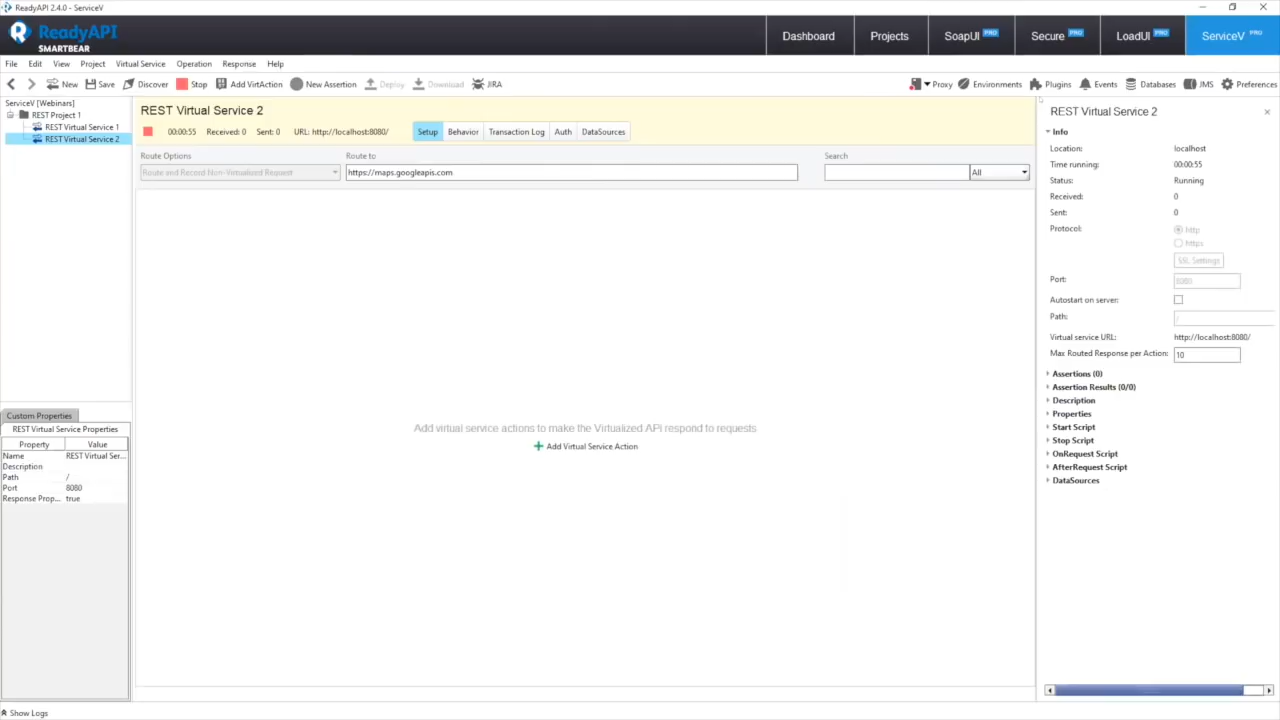 ReadyAPI 2.4.0 - ServiceV
ReadyAPI
SMARTBEAR
Dashboard
Projects
SoapUI PRO
Secure PRO
LoadUI PRO
ServiceV PRO
File Edit View Project Virtual Service Operation Response Help
New Save Discover Stop Add VirtAction New Assertion Deploy Download JIRA
Proxy Environments Plugins Events Databases JMS Preferences
ServiceV [Webinars]
REST Project 1
REST Virtual Service 1
REST Virtual Service 2
REST Virtual Service 2
00:00:55 Received: 0 Sent: 0 URL: http://localhost:8080/
Setup Behavior Transaction Log Auth DataSources
Route Options Route to Search
Route and Record Non-Virtualized Request https://maps.googleapis.com All
Add virtual service actions to make the Virtualized API respond to requests
Add Virtual Service Action
REST Virtual Service 2
Info
Location: localhost
Time running: 00:00:55
Status: Running
Received: 0
Sent: 0
Protocol: http
https
SSL Settings
Port: 8080
Autostart on server:
Path: /
Virtual service URL: http://localhost:8080/
Max Routed Response per Action: 10
Assertions (0)
Assertion Results (0/0)
Description
Properties
Start Script
Stop Script
OnRequest Script
AfterRequest Script
DataSources
Custom Properties
REST Virtual Service Properties
Property Value
Name REST Virtual Ser...
Description
Path /
Port 8080
Response Prop... true
Show Logs